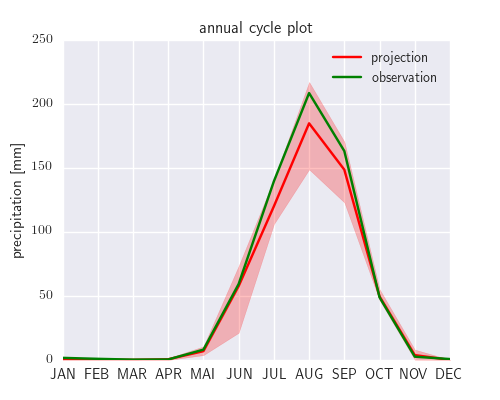 annual cycle plot
250
200
150
100
50
0
precipitation [mm]
projection
observation
JAN FEB MAR APR MAI JUN JUL AUG SEP OCT NOV DEC